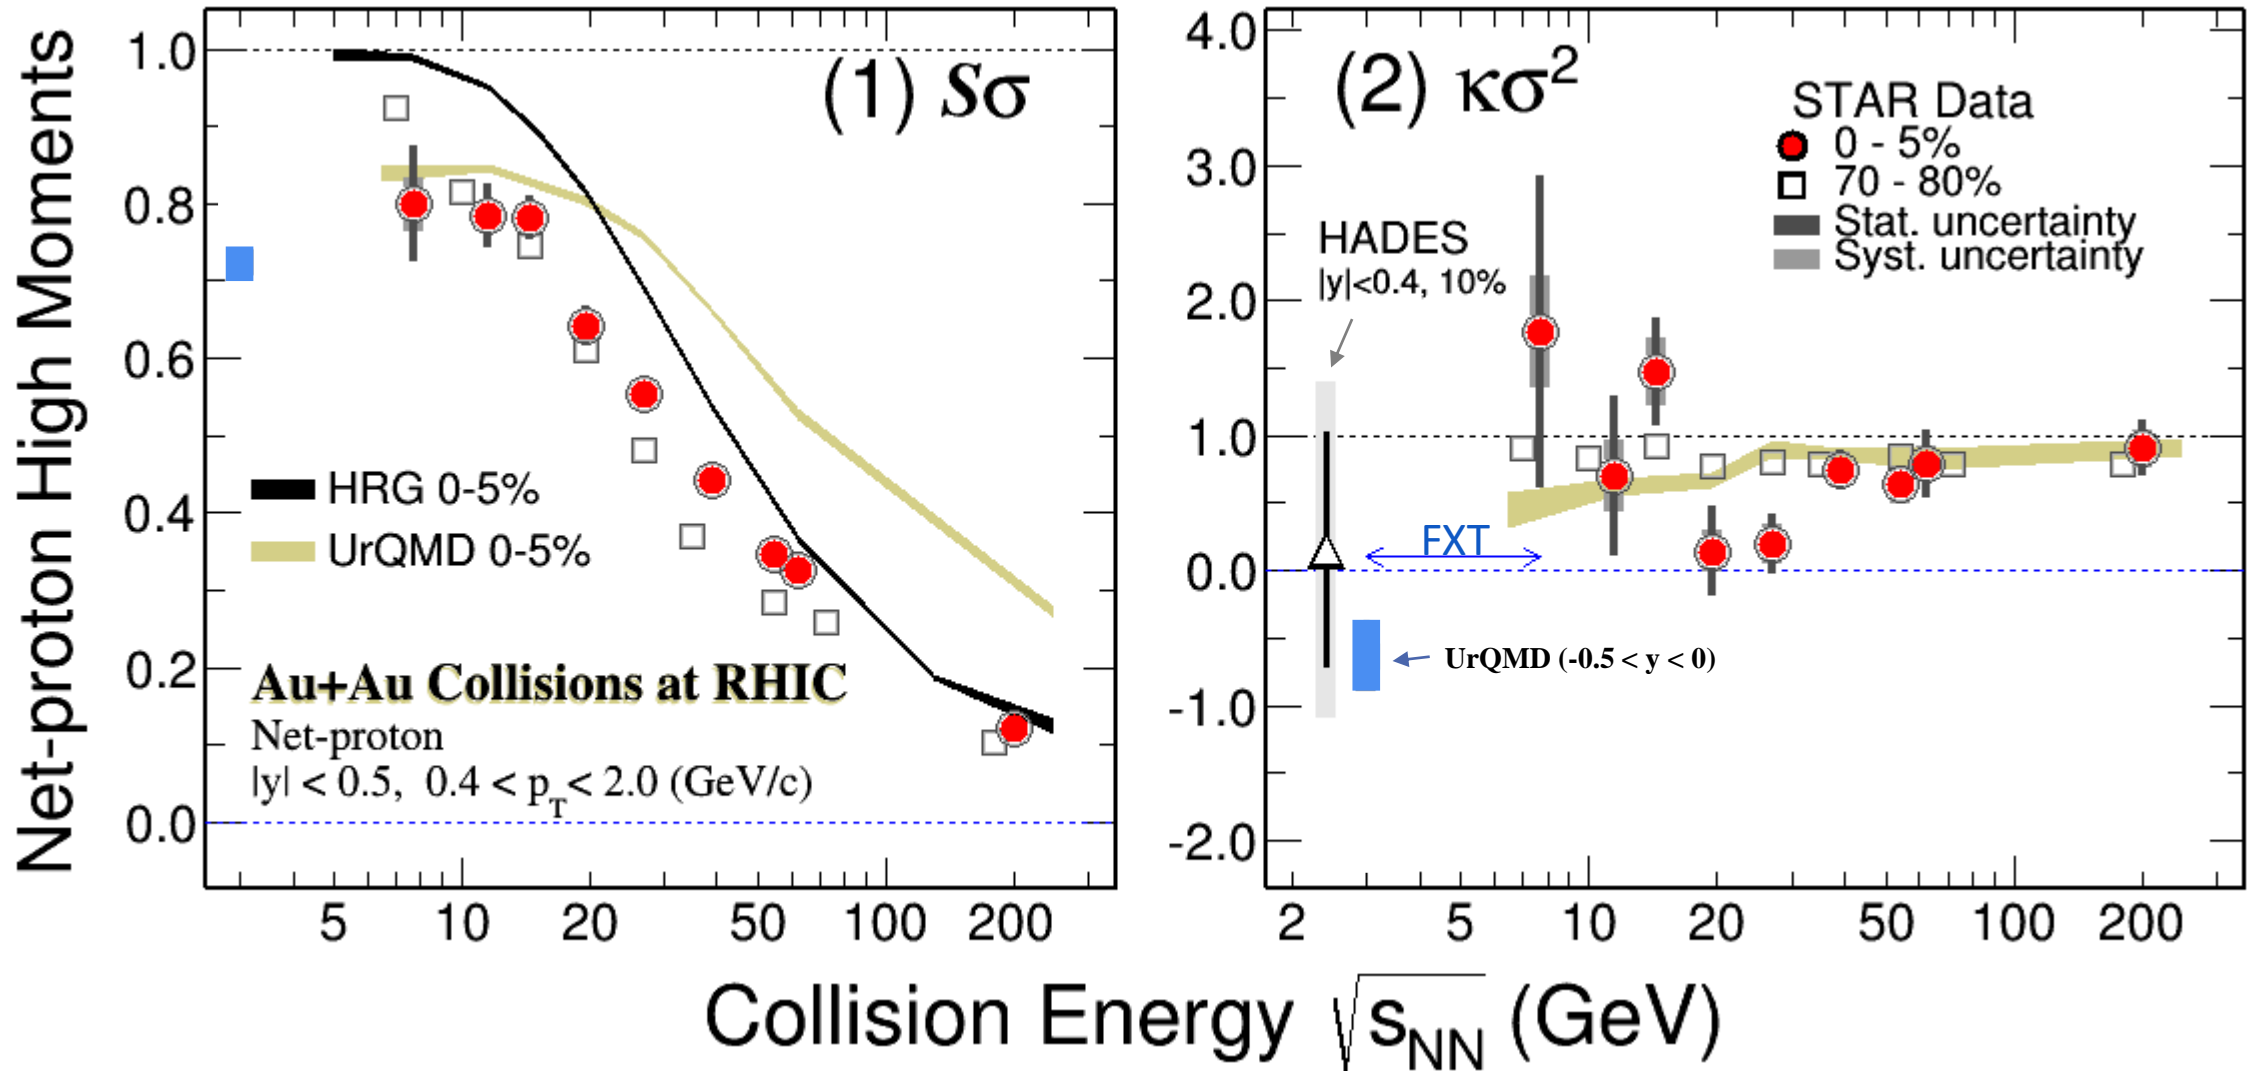 Net-proton High Moments
1.0
0.8
0.6
0.4
0.2
0.0
(1) Sσ
HRG 0-5%
UrQMD 0-5%
Au+Au Collisions at RHIC
Net-proton
|y| < 0.5, 0.4 < p_T < 2.0 (GeV/c)
5 10 20 50 100 200
4.0
3.0
2.0
1.0
0.0
-1.0
-2.0
(2) κσ²
STAR Data
0 - 5%
70 - 80%
Stat. uncertainty
Syst. uncertainty
HADES
|y|<0.4, 10%
FXT
UrQMD (-0.5 < y < 0)
2 5 10 20 50 100 200
Collision Energy √s_NN (GeV)